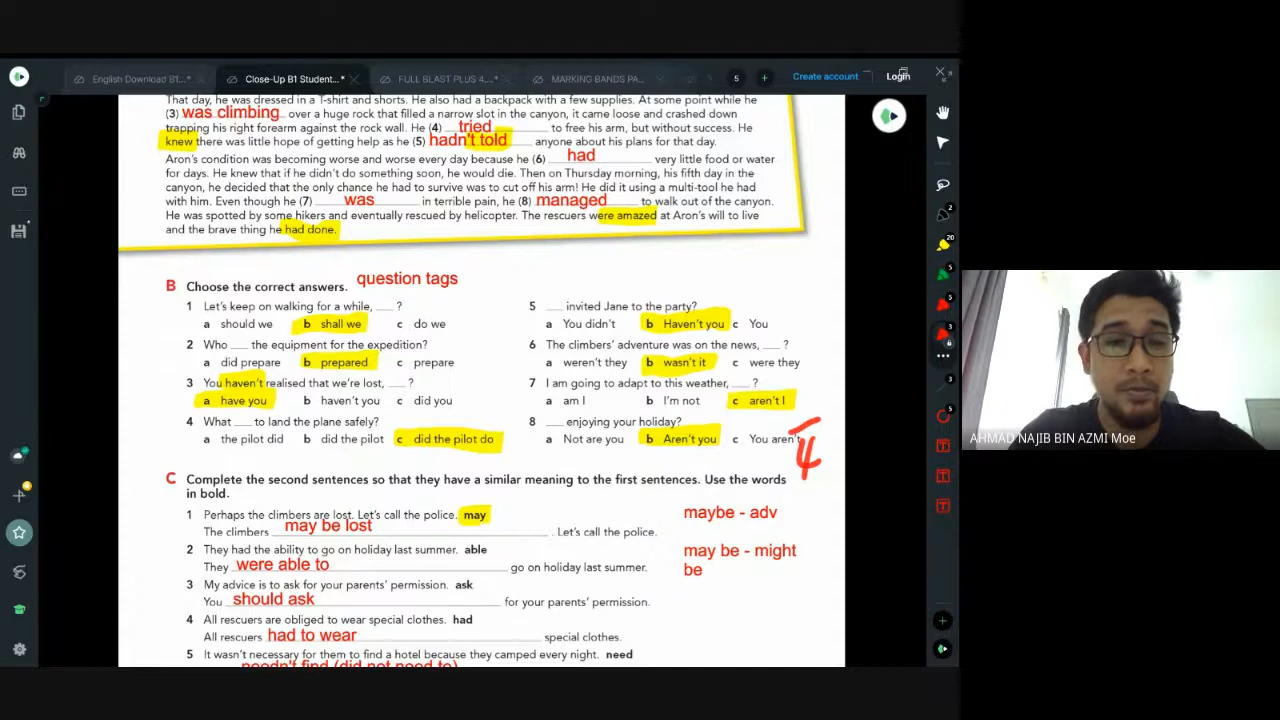 English Download B1...* Close-Up B1 Student...* FULL BLAST PLUS 4....* MARKING BANDS PA... 5 Create account Login
That day, he was dressed in a T-shirt and shorts. He also had a backpack with a few supplies. At some point while he
(3) was climbing over a huge rock that filled a narrow slot in the canyon, it came loose and crashed down
trapping his right forearm against the rock wall. He (4) tried to free his arm, but without success. He
knew there was little hope of getting help as he (5) hadn't told anyone about his plans for that day.
Aron's condition was becoming worse and worse every day because he (6) had very little food or water
for days. He knew that if he didn't do something soon, he would die. Then on Thursday morning, his fifth day in the
canyon, he decided that the only chance he had to survive was to cut off his arm! He did it using a multi-tool he had
with him. Even though he (7) was in terrible pain, he (8) managed to walk out of the canyon.
He was spotted by some hikers and eventually rescued by helicopter. The rescuers were amazed at Aron's will to live
and the brave thing he had done.
B Choose the correct answers. question tags
1 Let's keep on walking for a while, ___ ?
a should we b shall we c do we
2 Who ___ the equipment for the expedition?
a did prepare b prepared c prepare
3 You haven't realised that we're lost, ___ ?
a have you b haven't you c did you
4 What ___ to land the plane safely?
a the pilot did b did the pilot c did the pilot do
5 ___ invited Jane to the party?
a You didn't b Haven't you c You
6 The climbers' adventure was on the news, ___ ?
a weren't they b wasn't it c were they
7 I am going to adapt to this weather, ___ ?
a am I b I'm not c aren't I
8 ___ enjoying your holiday?
a Not are you b Aren't you c You aren't
4
C Complete the second sentences so that they have a similar meaning to the first sentences. Use the words
in bold.
1 Perhaps the climbers are lost. Let's call the police. may
The climbers may be lost . Let's call the police.
2 They had the ability to go on holiday last summer. able
They were able to go on holiday last summer.
3 My advice is to ask for your parents' permission. ask
You should ask for your parents' permission.
4 All rescuers are obliged to wear special clothes. had
All rescuers had to wear special clothes.
5 It wasn't necessary for them to find a hotel because they camped every night. need
needn't find (did not need to)
maybe - adv
may be - might
be
2
20
5
5
3
3
5
AHMAD NAJIB BIN AZMI Moe